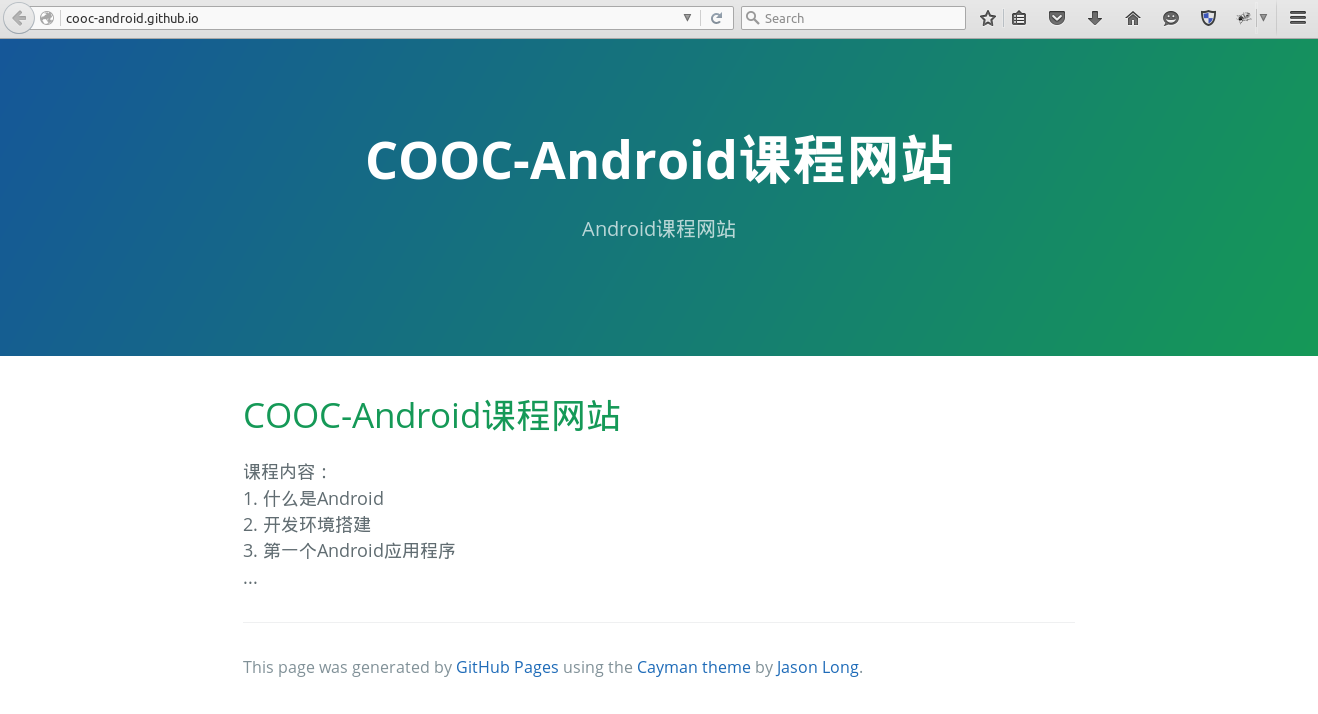 cooc-android.github.io
Search
COOC-Android课程网站
Android课程网站
COOC-Android课程网站
课程内容：
1. 什么是Android
2. 开发环境搭建
3. 第一个Android应用程序
...
This page was generated by GitHub Pages using the Cayman theme by Jason Long.